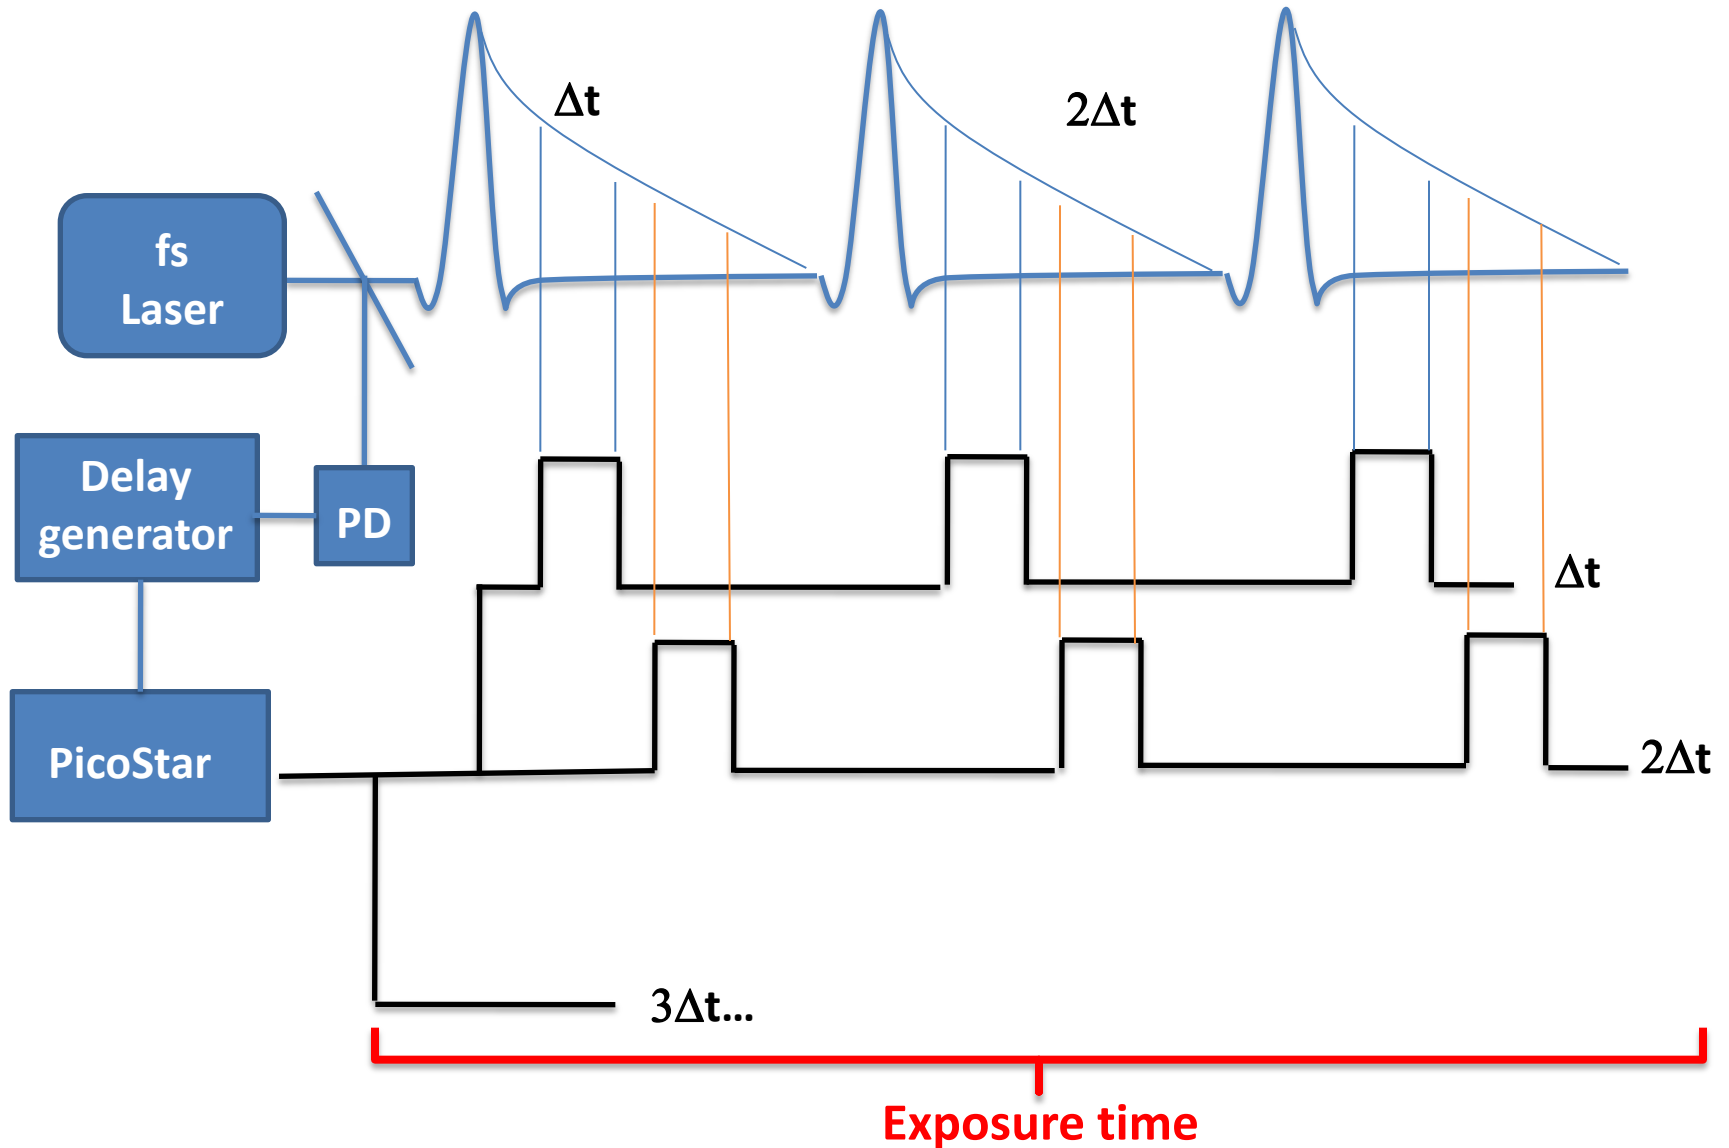 Δt
2Δt
fs
Laser
Delay
generator
PD
Δt
PicoStar
2Δt
3Δt...
Exposure time